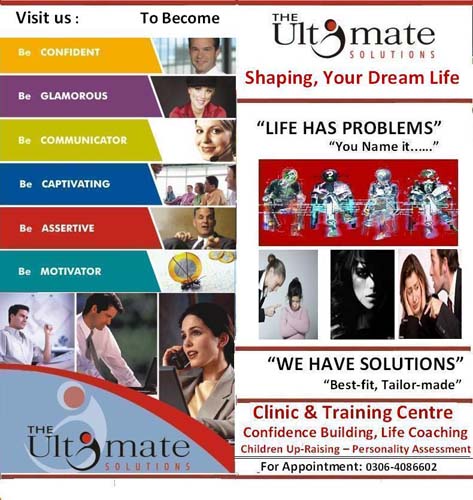 Visit us :    To Become
Be CONFIDENT
Be GLAMOROUS
Be COMMUNICATOR
Be CAPTIVATING
Be ASSERTIVE
Be MOTIVATOR
THE
Ultimate
SOLUTIONS
THE
Ultimate
SOLUTIONS
Shaping, Your Dream Life
“LIFE HAS PROBLEMS”
“You Name it......”
“WE HAVE SOLUTIONS”
“Best-fit, Tailor-made”
Clinic & Training Centre
Confidence Building, Life Coaching
Children Up-Raising – Personality Assessment
For Appointment: 0306-4086602